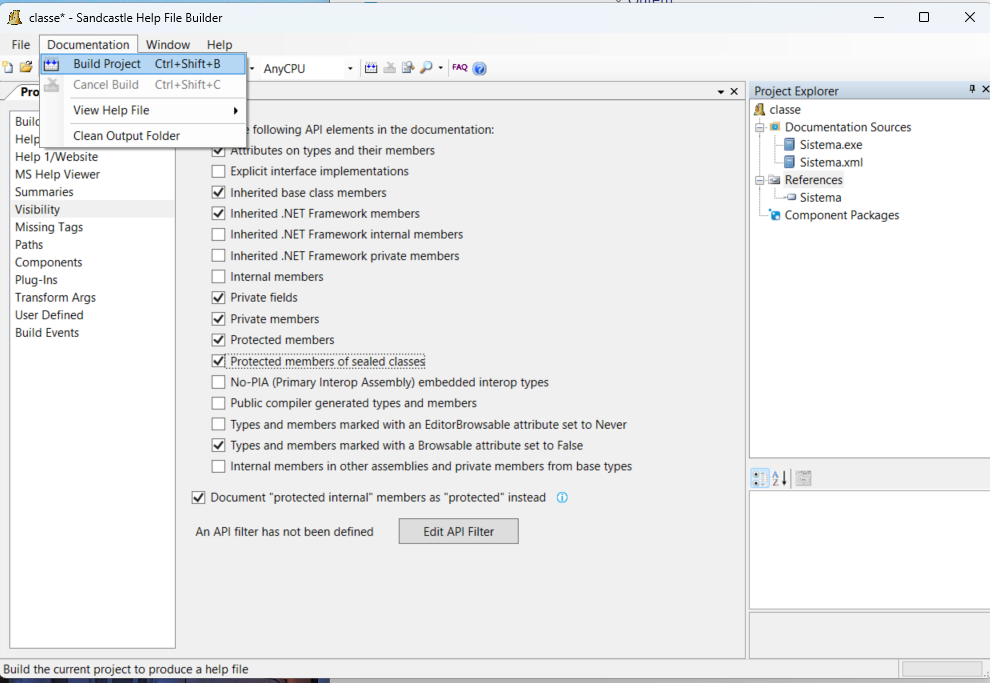 classe* - Sandcastle Help File Builder
File Documentation Window Help
Build Project Ctrl+Shift+B
Cancel Build Ctrl+Shift+C
View Help File
Clean Output Folder
AnyCPU
FAQ
Pro
Build
Help
Help 1/Website
MS Help Viewer
Summaries
Visibility
Missing Tags
Paths
Components
Plug-Ins
Transform Args
User Defined
Build Events
following API elements in the documentation:
Attributes on types and their members
Explicit interface implementations
Inherited base class members
Inherited .NET Framework members
Inherited .NET Framework internal members
Inherited .NET Framework private members
Internal members
Private fields
Private members
Protected members
Protected members of sealed classes
No-PIA (Primary Interop Assembly) embedded interop types
Public compiler generated types and members
Types and members marked with an EditorBrowsable attribute set to Never
Types and members marked with a Browsable attribute set to False
Internal members in other assemblies and private members from base types
Document "protected internal" members as "protected" instead
An API filter has not been defined
Edit API Filter
Project Explorer
classe
Documentation Sources
Sistema.exe
Sistema.xml
References
Sistema
Component Packages
Build the current project to produce a help file